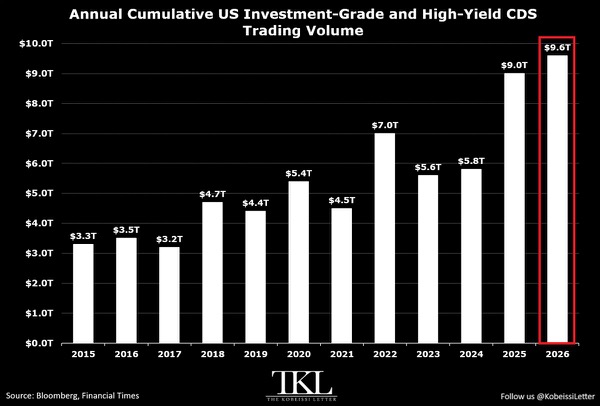 Annual Cumulative US Investment-Grade and High-Yield CDS
Trading Volume
$10.0T
$9.0T
$8.0T
$7.0T
$6.0T
$5.0T
$4.0T
$3.0T
$2.0T
$1.0T
$0.0T
$3.3T
$3.5T
$3.2T
$4.7T
$4.4T
$5.4T
$4.5T
$7.0T
$5.6T
$5.8T
$9.0T
$9.6T
2015 2016 2017 2018 2019 2020 2021 2022 2023 2024 2025 2026
TKL
THE KOBEISSI LETTER
Source: Bloomberg, Financial Times
Follow us @KobeissiLetter